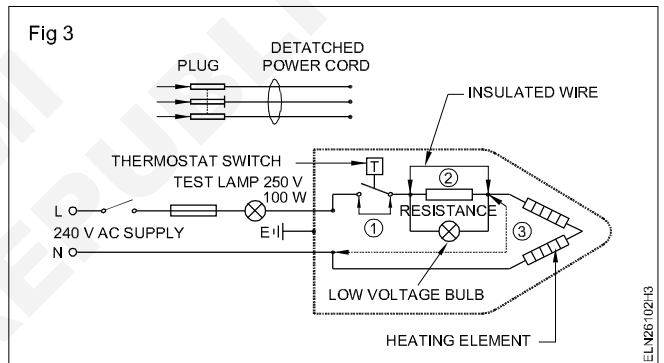 Fig 3
DETATCHED
PLUG POWER CORD
INSULATED WIRE
THERMOSTAT SWITCH T
TEST LAMP 250 V
100 W
2
L
1
RESISTANCE
3
240 V AC SUPPLY
E
N
LOW VOLTAGE BULB
HEATING ELEMENT
ELN26102H3